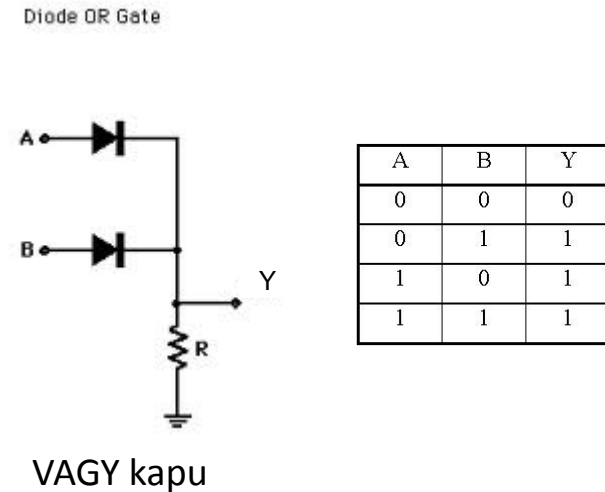 Diode OR Gate
A
B
Y
R
A B Y
0 0 0
0 1 1
1 0 1
1 1 1
VAGY kapu